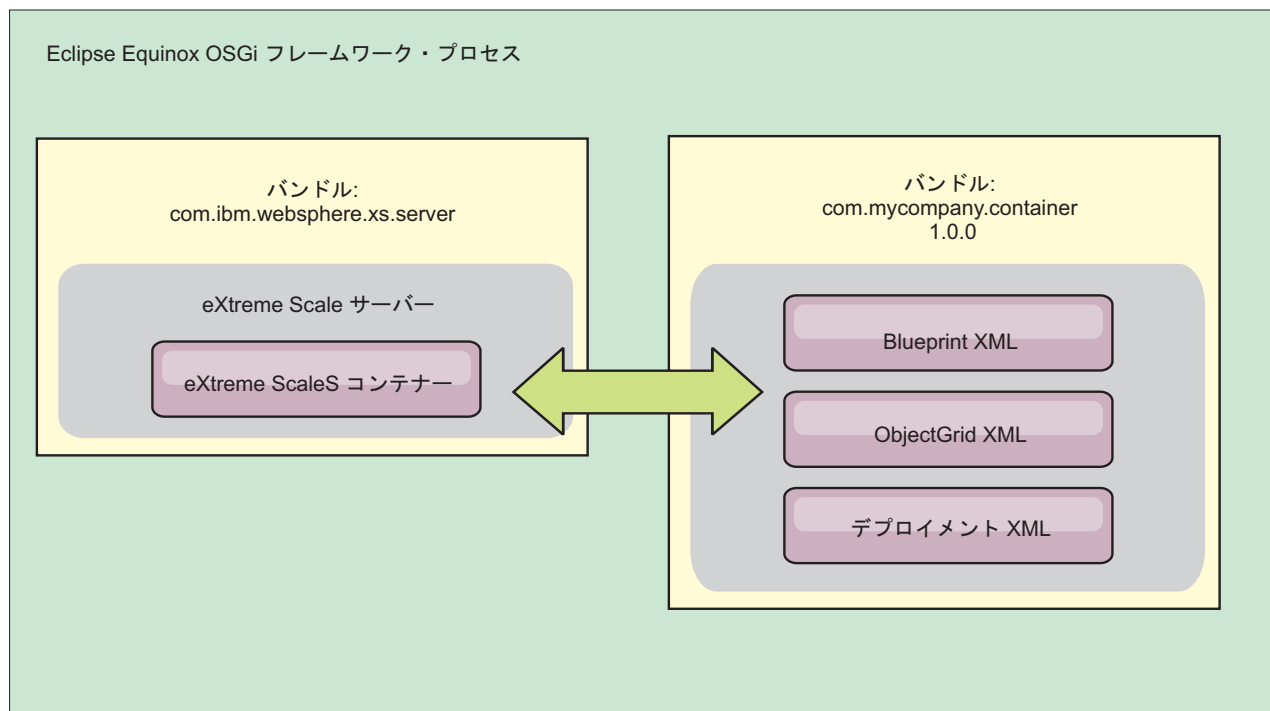 Eclipse Equinox OSGi フレームワーク・プロセス
バンドル:
com.ibm.websphere.xs.server
eXtreme Scale サーバー
eXtreme ScaleS コンテナー
バンドル:
com.mycompany.container
1.0.0
Blueprint XML
ObjectGrid XML
デプロイメント XML